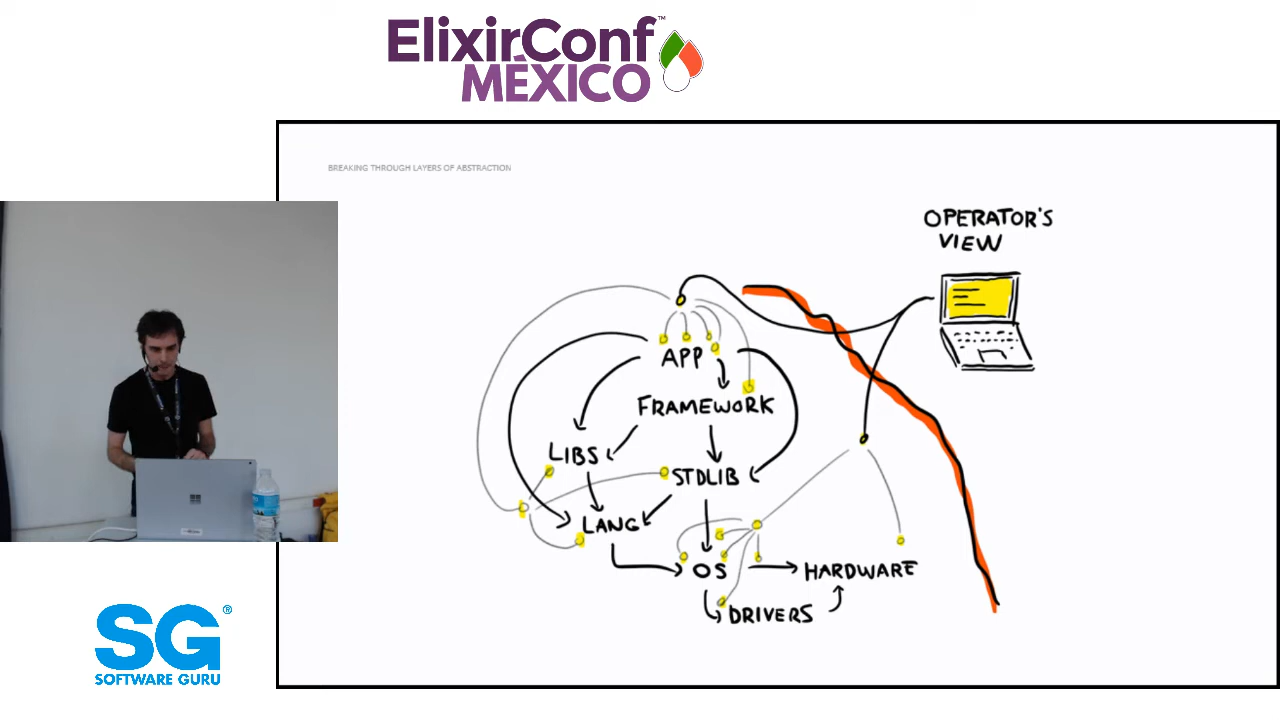 ElixirConf™
MÉXICO
BREAKING THROUGH LAYERS OF ABSTRACTION
OPERATOR'S
VIEW
APP
FRAMEWORK
LIBS
STDLIB
LANG
OS
HARDWARE
DRIVERS
SG®
SOFTWARE GURU